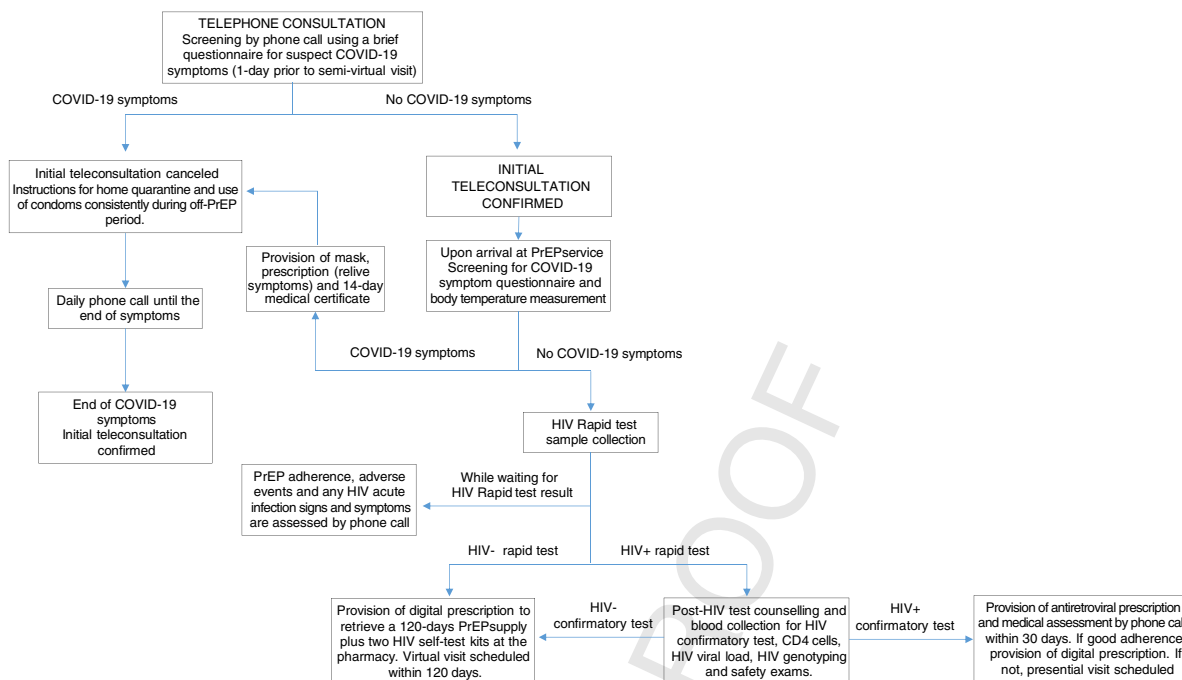 TELEPHONE CONSULTATION
Screening by phone call using a brief
questionnaire for suspect COVID-19
symptoms (1-day prior to semi-virtual visit)
COVID-19 symptoms
No COVID-19 symptoms
Initial teleconsultation canceled
Instructions for home quarantine and use
of condoms consistently during off-PrEP
period.
INITIAL
TELECONSULTATION
CONFIRMED
Provision of mask,
prescription (relive
symptoms) and 14-day
medical certificate
Upon arrival at PrEPservice
Screening for COVID-19
symptom questionnaire and
body temperature measurement
Daily phone call until the
end of symptoms
COVID-19 symptoms
No COVID-19 symptoms
End of COVID-19
symptoms
Initial teleconsultation
confirmed
HIV Rapid test
sample collection
PrEP adherence, adverse
events and any HIV acute
infection signs and symptoms
are assessed by phone call
While waiting for
HIV Rapid test result
HIV- rapid test
HIV+ rapid test
Provision of digital prescription to
retrieve a 120-days PrEPsupply
plus two HIV self-test kits at the
pharmacy. Virtual visit scheduled
within 120 days.
HIV-
confirmatory test
Post-HIV test counselling and
blood collection for HIV
confirmatory test, CD4 cells,
HIV viral load, HIV genotyping
and safety exams.
HIV+
confirmatory test
Provision of antiretroviral prescription
and medical assessment by phone cal
within 30 days. If good adherence
provision of digital prescription. If
not, presential visit scheduled
ROOF